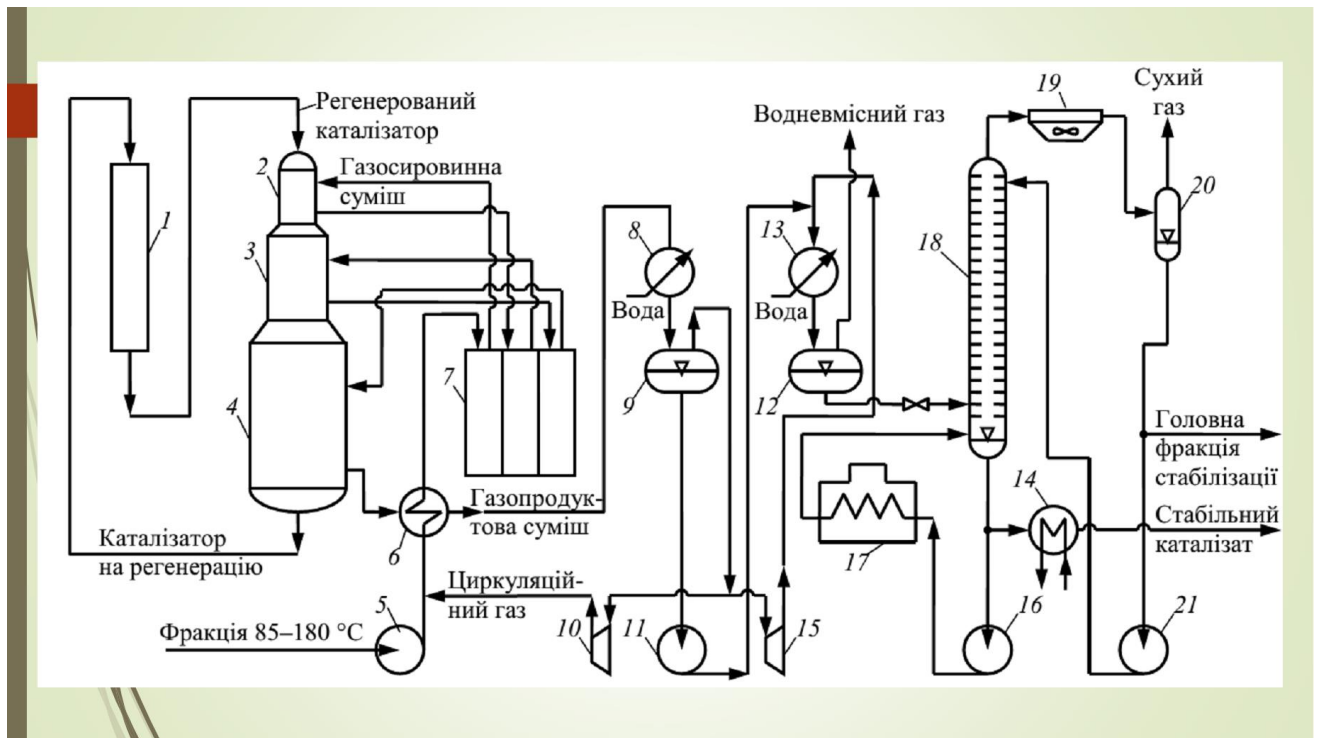 Регенерований
каталізатор
Газосировинна
суміш
Водневмісний газ
Сухий
газ
19
20
1
2
3
4
7
8
Вода
9
13
Вода
12
18
Головна
фракція
стабілізації
Стабільний
каталізат
14
17
Газопродук-
това суміш
6
Каталізатор
на регенерацію
Циркуляцій-
ний газ
Фракція 85–180 °C
5
10
11
15
16
21